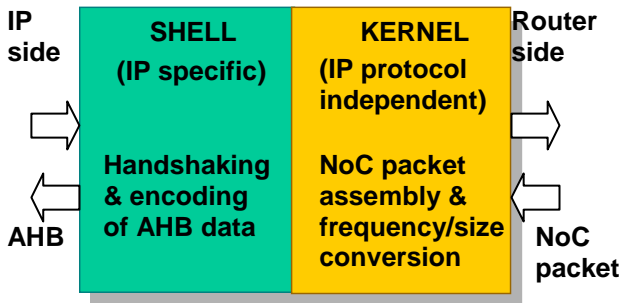 IP
side
SHELL
(IP specific)
KERNEL
(IP protocol
independent)
Router
side
Handshaking
& encoding
of AHB data
NoC packet
assembly &
frequency/size
conversion
AHB
NoC
packet